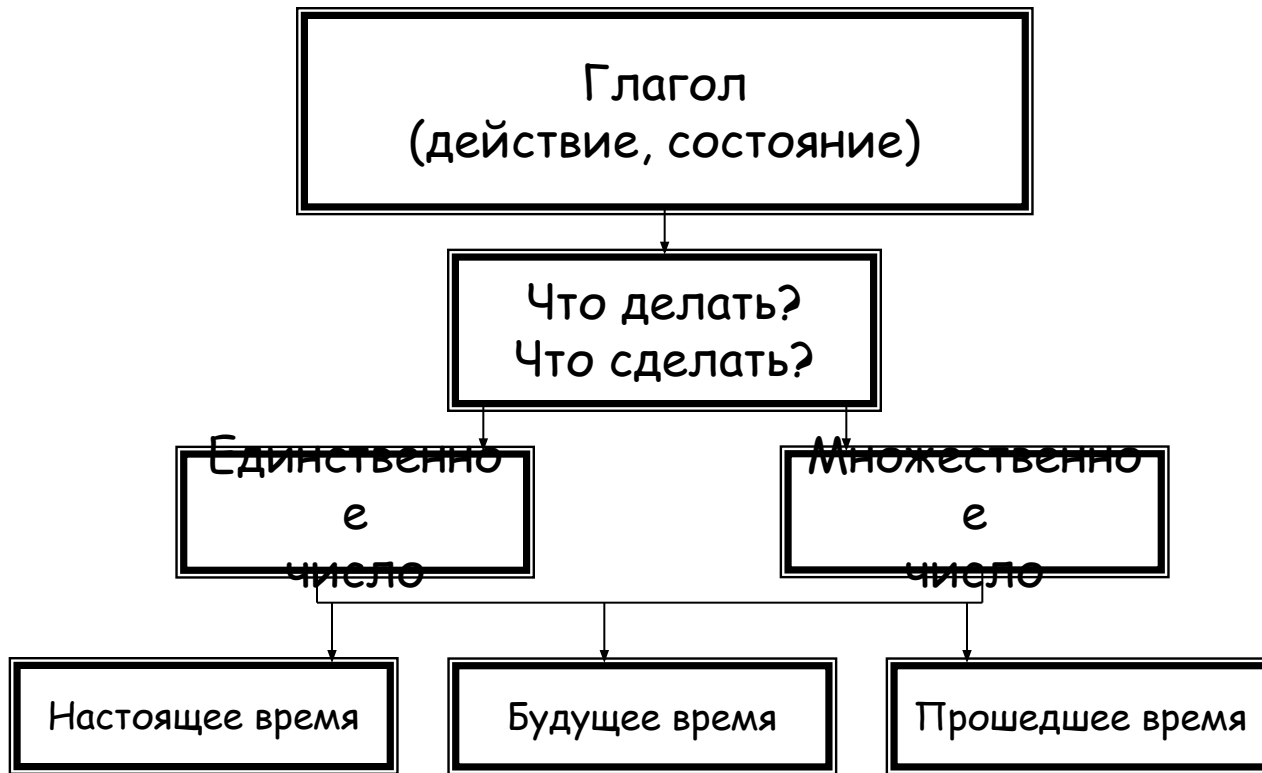 Глагол
(действие, состояние)
Что делать?
Что сделать?
Единственно
е
число
Множественно
е
число
Настоящее время
Будущее время
Прошедшее время